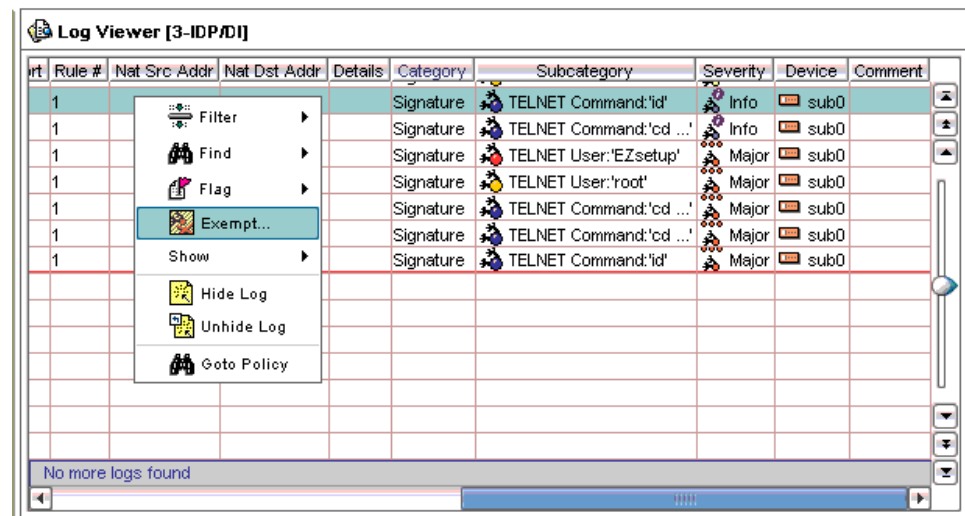 Log Viewer [3-IDP/DI]
rt Rule # Nat Src Addr Nat Dst Addr Details Category Subcategory Severity Device Comment
1 Signature TELNET Command:'id' Info sub0
1 Signature TELNET Command:'cd ...' Info sub0
1 Signature TELNET User:'EZsetup' Major sub0
1 Signature TELNET User:'root' Major sub0
1 Signature TELNET Command:'cd ...' Major sub0
1 Signature TELNET Command:'cd ...' Major sub0
1 Signature TELNET Command:'id' Major sub0
Filter
Find
Flag
Exempt...
Show
Hide Log
Unhide Log
Goto Policy
No more logs found